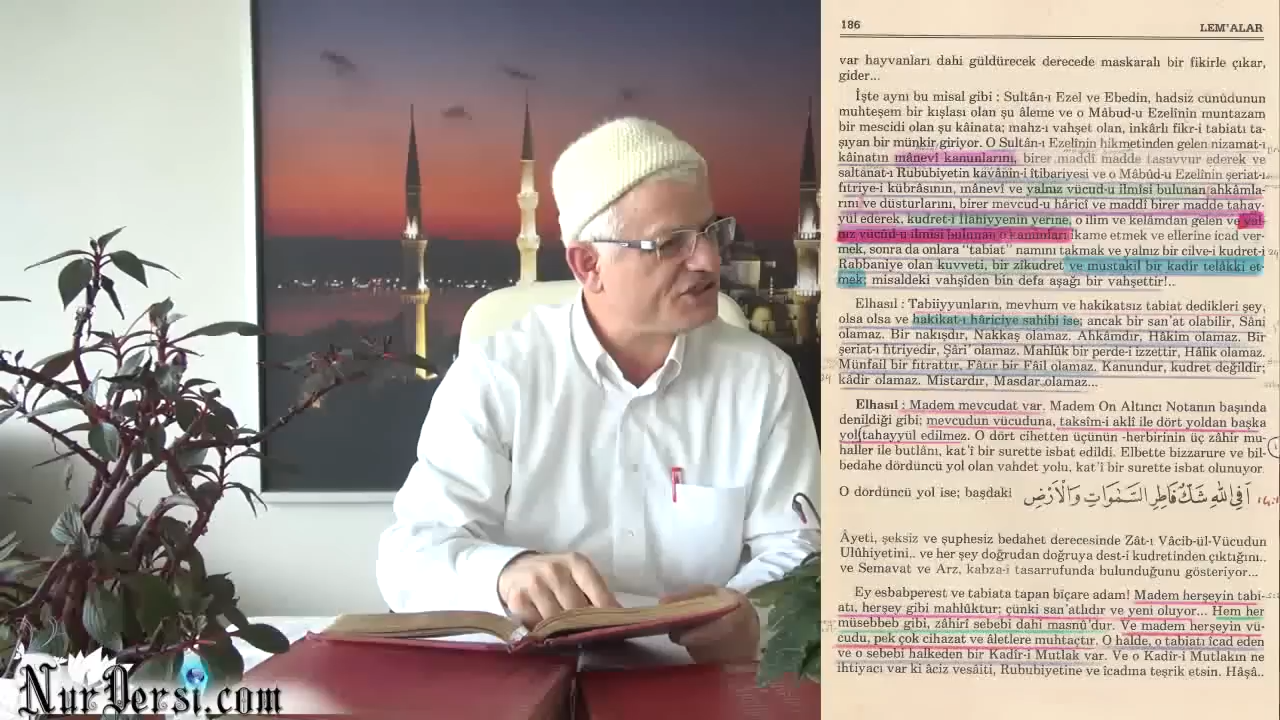 186
LEM'ALAR
var hayvanları dahi güldürecek derecede maskaralı bir fikirle çıkar,
gider...
İşte aynı bu misal gibi : Sultân-ı Ezel ve Ebedin, hadsiz cünûdunun
muhteşem bir kışlası olan şu âleme ve o Mâbud-u Ezelînin muntazam
bir mescidi olan şu kâinata; mahz-ı vahşet olan, inkârlı fikr-i tabiatı ta-
şıyan bir münkir giriyor. O Sultân-ı Ezelînin hikmetinden gelen nizamat-ı
kâinatın mânevî kanunlarını, birer maddî madde tasavvur ederek ve
saltanat-ı Rububiyetin kavânin-i îtibariyesi ve o Mâbûd-u Ezelînin şeriat-ı
fıtriye-i kübrâsının, mânevî ve yalnız vücud-u ilmîsi bulunan ahkâmla-
rını ve düsturlarını, birer mevcud-u hâricî ve maddî birer madde tahay-
yül ederek, kudret-i İlâhiyyenin yerine, o ilim ve kelâmdan gelen ve yal-
nız vücûd-u ilmîsi bulunan o kanunları ikame etmek ve ellerine icad ver-
mek, sonra da onlara "tabiat" namını takmak ve yalnız bir cilve-i kudret-i
Rabbaniye olan kuvveti, bir zîkudret ve müstakil bir kadîr telâkki et-
mek; misaldeki vahşiden bin defa aşağı bir vahşettir!..
Elhasıl : Tabiiyyunların, mevhum ve hakikatsız tabiat dedikleri şey,
olsa olsa ve hakikat-ı hâriciye sahibi ise; ancak bir san'at olabilir, Sâni
olamaz. Bir nakıştır, Nakkaş olamaz. Ahkâmdır, Hâkim olamaz. Bir
şeriat-ı fıtriyedir, Şâri' olamaz. Mahlûk bir perde-i izzettir, Hâlik olamaz.
Münfail bir fıtrattır, Fâtır bir Fâil olamaz. Kanundur, kudret değildir;
kâdir olamaz. Mistardır, Masdar olamaz...
Elhasıl : Madem mevcudat var. Madem On Altıncı Notanın başında
denildiği gibi; mevcudun vücuduna, taksîm-i aklî ile dört yoldan başka
yol tahayyül edilmez. O dört cihetten üçünün -herbirinin üç zâhir mu-
haller ile butlânı, kat'î bir surette isbat edildi. Elbette bizzarure ve bil-
bedahe dördüncü yol olan vahdet yolu, kat'î bir surette isbat olunuyor.
O dördüncü yol ise; başdaki اَفِى اللّٰهِ شَكٌّ فَاطِرِ السَّمٰوَاتِ وَالْاَرْضِ
Âyeti, şeksiz ve şuphesiz bedahet derecesinde Zât-ı Vâcib-ül-Vücudun
Ulûhiyetini.. ve her şey doğrudan doğruya dest-i kudretinden çıktığını..
ve Semavat ve Arz, kabza-i tasarrufunda bulunduğunu gösteriyor...
Ey esbabperest ve tabiata tapan bîçare adam! Madem herşeyin tabi-
atı, herşey gibi mahlûktur; çünki san'atlıdır ve yeni oluyor... Hem her
müsebbeb gibi, zâhirî sebebi dahi masnû'dur. Ve madem herşeyin vü-
cudu, pek çok cihazat ve âletlere muhtaçtır. O halde, o tabiatı îcad eden
ve o sebebi halkeden bir Kadîr-i Mutlak var. Ve o Kadîr-i Mutlakın ne
ihtiyacı var ki âciz vesâiti, Rububiyetine ve icadına teşrik etsin. Hâşâ..
NurDersi.com